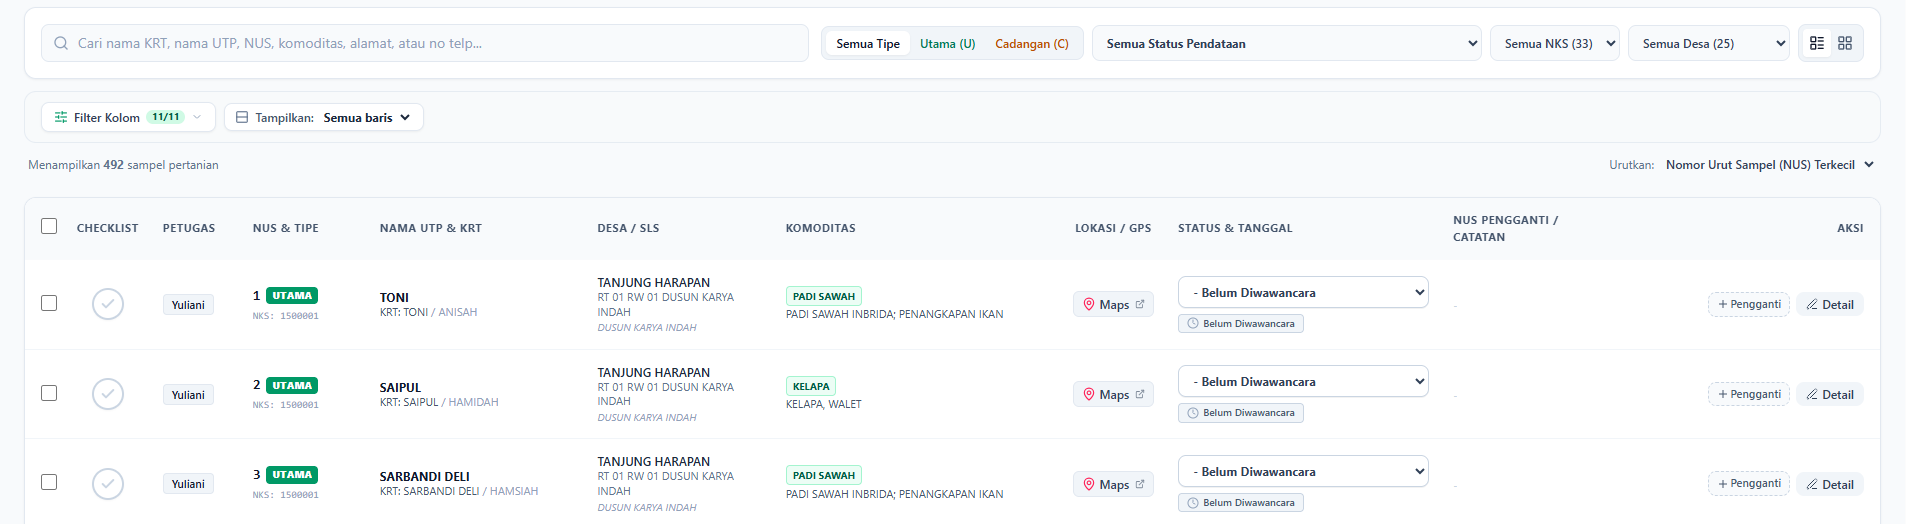 Cari nama KRT, nama UTP, NUS, komoditas, alamat, atau no telp...
Semua Tipe
Utama (U)
Cadangan (C)
Semua Status Pendataan
Semua NKS (33)
Semua Desa (25)
Filter Kolom 11/11
Tampilkan: Semua baris
Menampilkan 492 sampel pertanian
Urutkan: Nomor Urut Sampel (NUS) Terkecil
CHECKLIST
PETUGAS
NUS & TIPE
NAMA UTP & KRT
DESA / SLS
KOMODITAS
LOKASI / GPS
STATUS & TANGGAL
NUS PENGGANTI /
CATATAN
AKSI
Yuliani
1 UTAMA
NKS: 1500001
TONI
KRT: TONI / ANISAH
TANJUNG HARAPAN
RT 01 RW 01 DUSUN KARYA
INDAH
DUSUN KARYA INDAH
PADI SAWAH
PADI SAWAH INBRIDA; PENANGKAPAN IKAN
Maps
- Belum Diwawancara
Belum Diwawancara
-
+ Pengganti
Detail
Yuliani
2 UTAMA
NKS: 1500001
SAIPUL
KRT: SAIPUL / HAMIDAH
TANJUNG HARAPAN
RT 01 RW 01 DUSUN KARYA
INDAH
DUSUN KARYA INDAH
KELAPA
KELAPA, WALET
Maps
- Belum Diwawancara
Belum Diwawancara
-
+ Pengganti
Detail
Yuliani
3 UTAMA
NKS: 1500001
SARBANDI DELI
KRT: SARBANDI DELI / HAMSIAH
TANJUNG HARAPAN
RT 01 RW 01 DUSUN KARYA
INDAH
DUSUN KARYA INDAH
PADI SAWAH
PADI SAWAH INBRIDA; PENANGKAPAN IKAN
Maps
- Belum Diwawancara
Belum Diwawancara
-
+ Pengganti
Detail